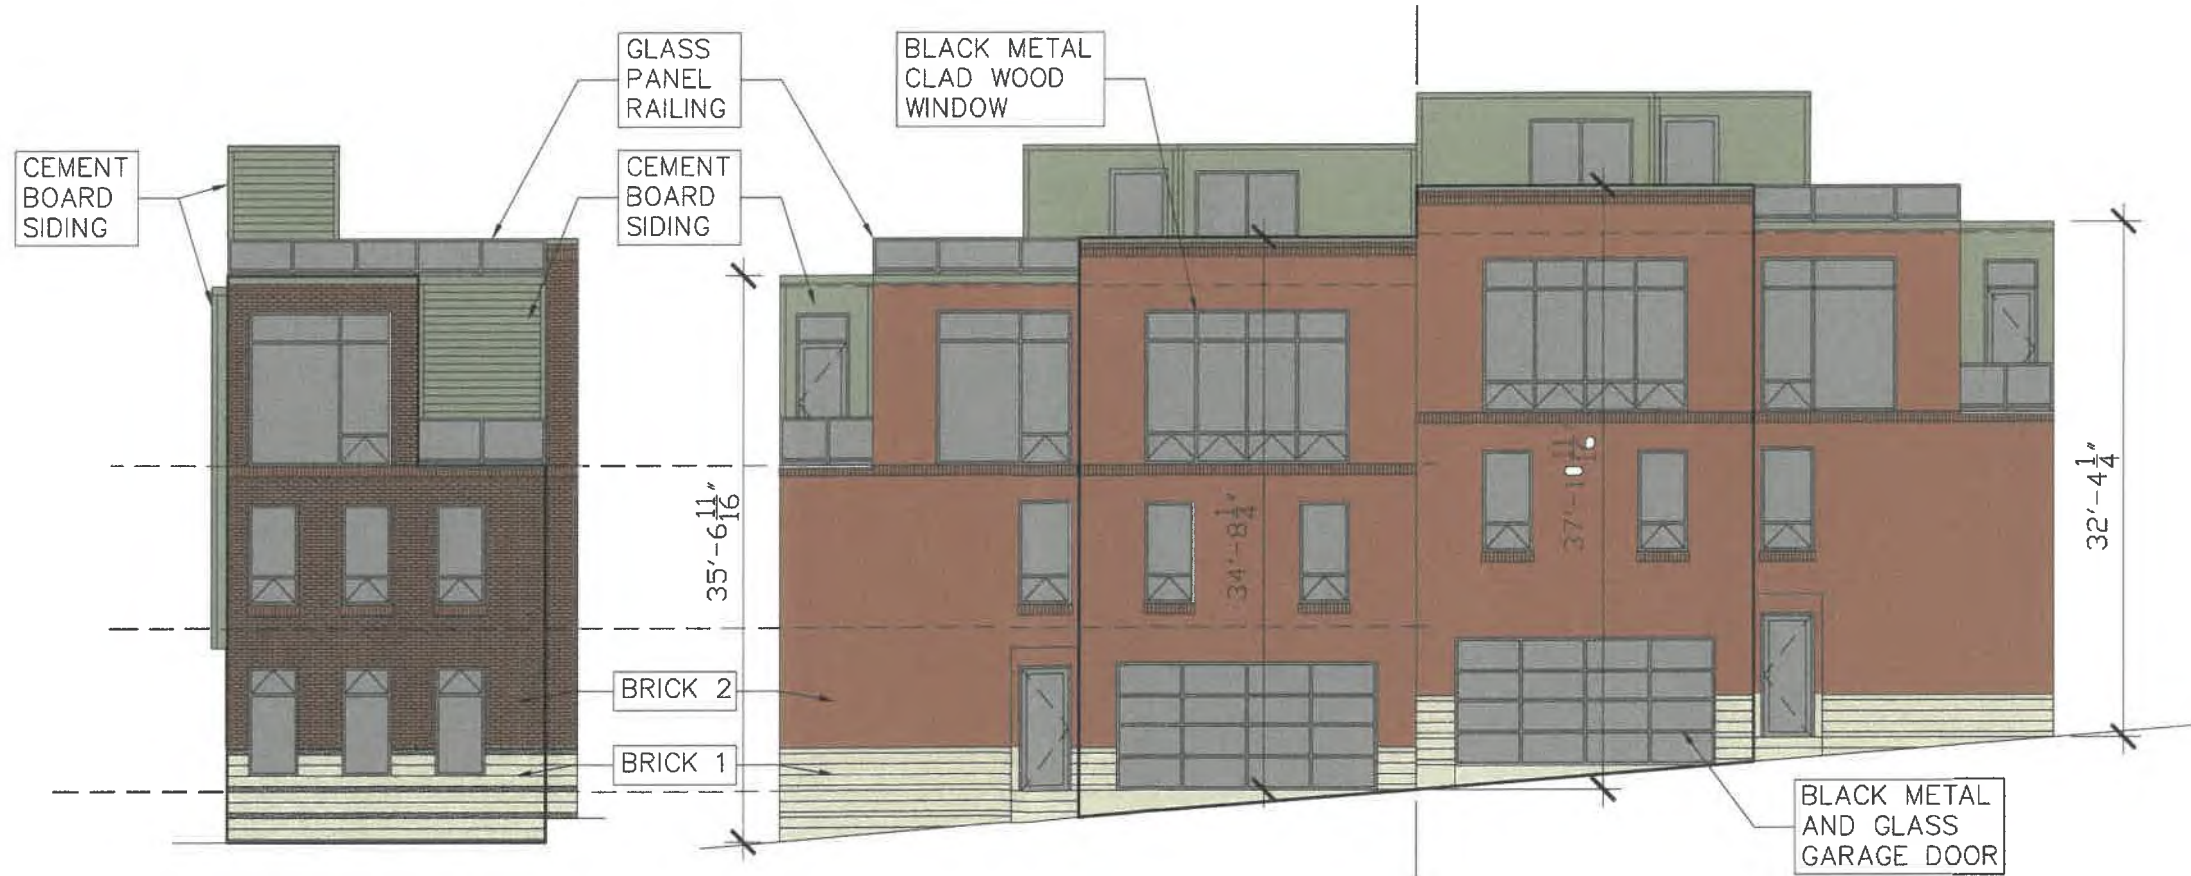 GLASS
PANEL
RAILING
BLACK METAL
CLAD WOOD
WINDOW
CEMENT
BOARD
SIDING
CEMENT
BOARD
SIDING
35'-6 11/16"
34'-8 1/4"
32'-4 1/4"
BRICK 2
BRICK 1
BLACK METAL
AND GLASS
GARAGE DOOR